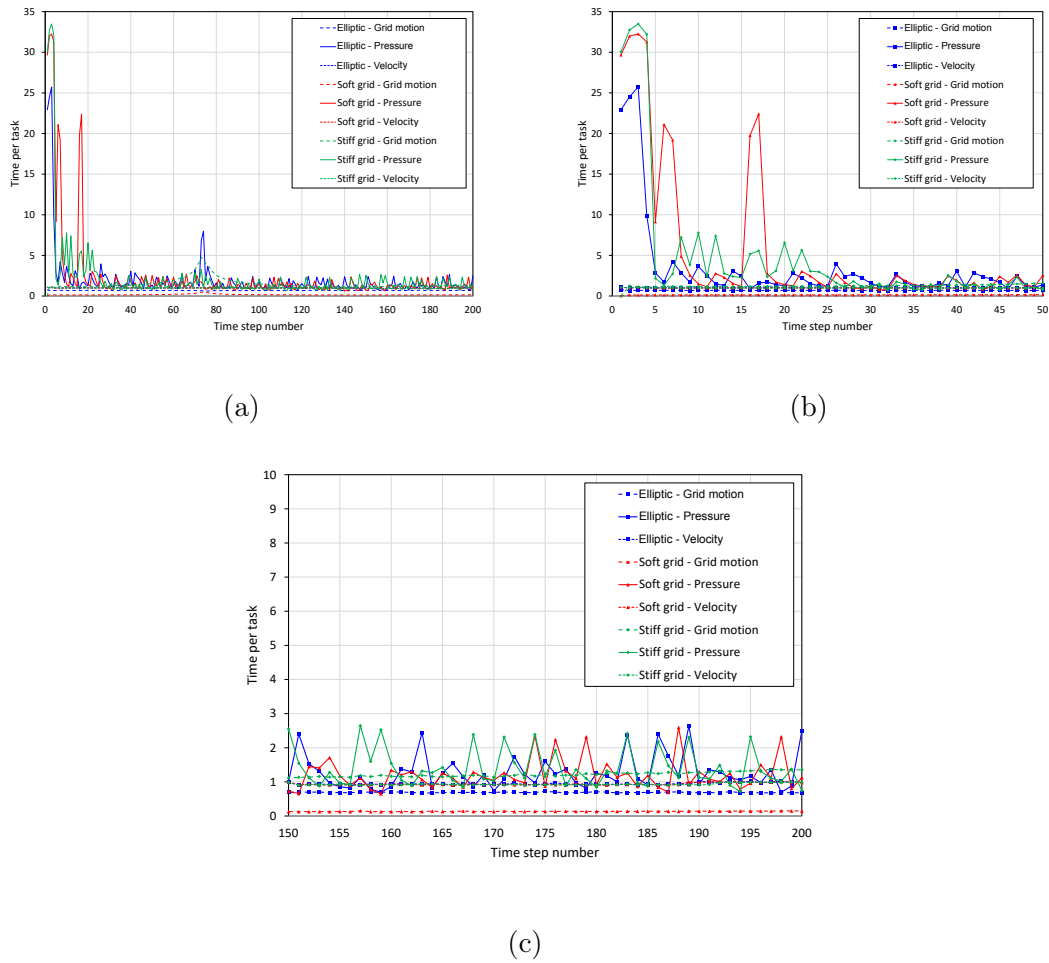 35
30
25
20
15
10
5
0
0 20 40 60 80 100 120 140 160 180 200
Time per task
Time step number
Elliptic - Grid motion
Elliptic - Pressure
Elliptic - Velocity
Soft grid - Grid motion
Soft grid - Pressure
Soft grid - Velocity
Stiff grid - Grid motion
Stiff grid - Pressure
Stiff grid - Velocity
(a)
35
30
25
20
15
10
5
0
0 5 10 15 20 25 30 35 40 45 50
Time per task
Time step number
Elliptic - Grid motion
Elliptic - Pressure
Elliptic - Velocity
Soft grid - Grid motion
Soft grid - Pressure
Soft grid - Velocity
Stiff grid - Grid motion
Stiff grid - Pressure
Stiff grid - Velocity
(b)
10
9
8
7
6
5
4
3
2
1
0
150 155 160 165 170 175 180 185 190 195 200
Time per task
Time step number
Elliptic - Grid motion
Elliptic - Pressure
Elliptic - Velocity
Soft grid - Grid motion
Soft grid - Pressure
Soft grid - Velocity
Stiff grid - Grid motion
Stiff grid - Pressure
Stiff grid - Velocity
(c)